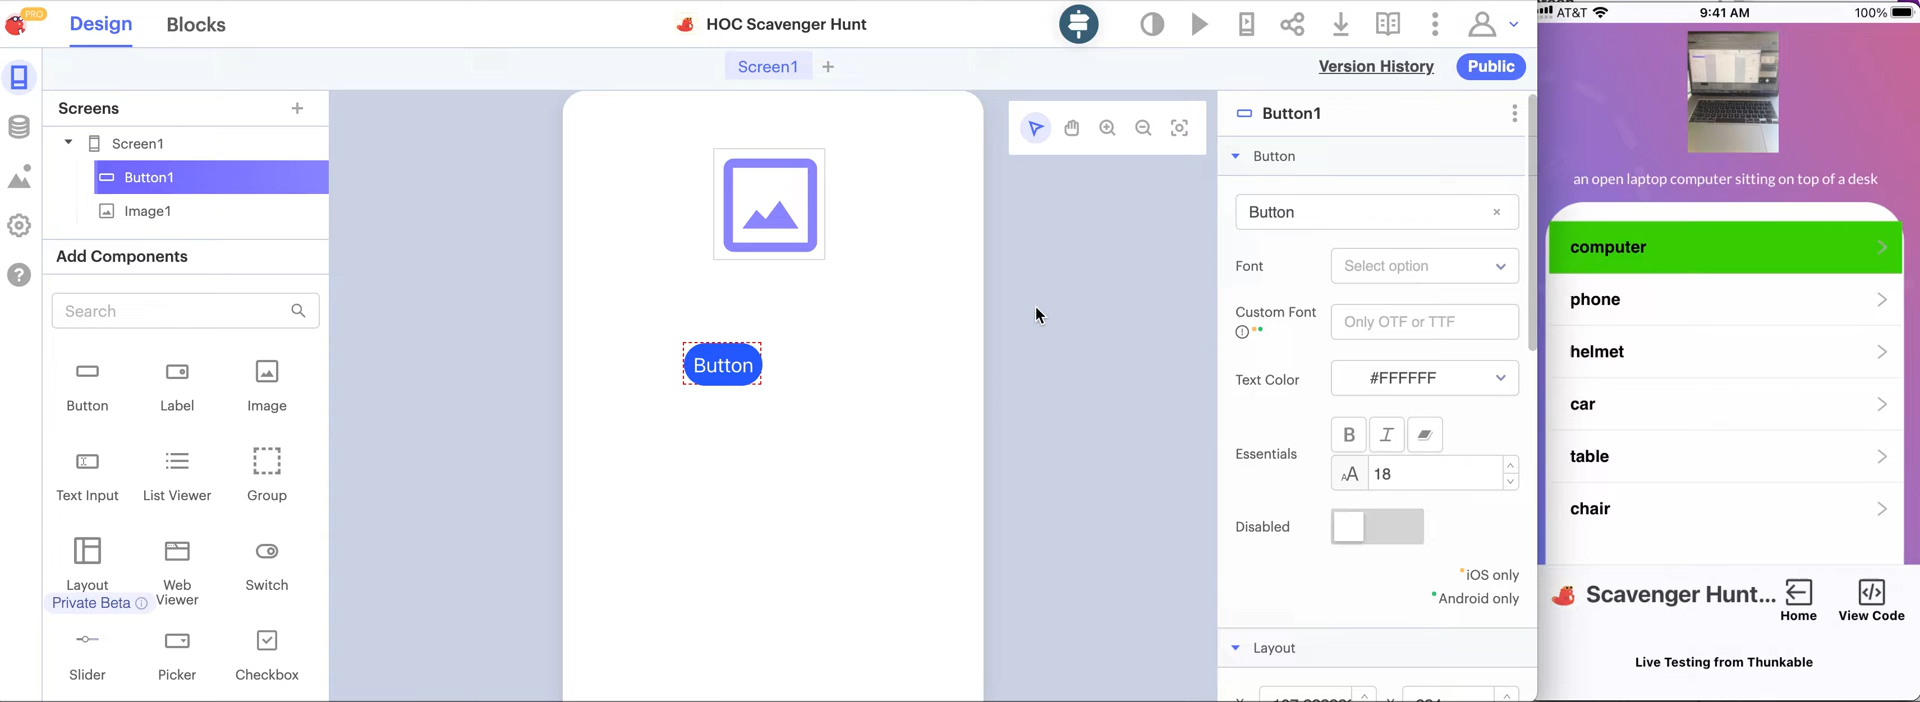 PRO
Design
Blocks
HOC Scavenger Hunt
Screen1 +
Version History
Public
Screens
Screen1
Button1
Image1
Add Components
Search
Button
Label
Image
Text Input
List Viewer
Group
Layout
Private Beta
Web
Viewer
Switch
Slider
Picker
Checkbox
Button
Button1
Button
Button
Font
Select option
Custom Font
Only OTF or TTF
Text Color
#FFFFFF
Essentials
B I
AA 18
Disabled
iOS only
Android only
Layout
AT&T
9:41 AM
100%
an open laptop computer sitting on top of a desk
computer
phone
helmet
car
table
chair
Scavenger Hunt...
Home
View Code
Live Testing from Thunkable